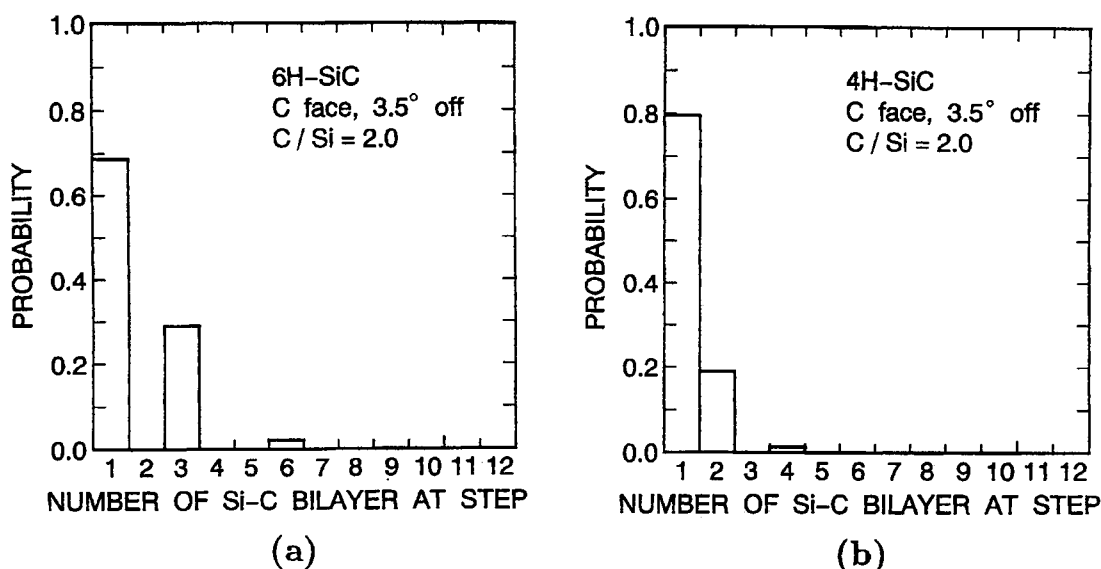 1.0
0.8
0.6
0.4
0.2
0.0
PROBABILITY
6H-SiC
C face, 3.5° off
C / Si = 2.0
1 2 3 4 5 6 7 8 9 10 11 12
NUMBER OF Si-C BILAYER AT STEP
(a)
1.0
0.8
0.6
0.4
0.2
0.0
PROBABILITY
4H-SiC
C face, 3.5° off
C / Si = 2.0
1 2 3 4 5 6 7 8 9 10 11 12
NUMBER OF Si-C BILAYER AT STEP
(b)